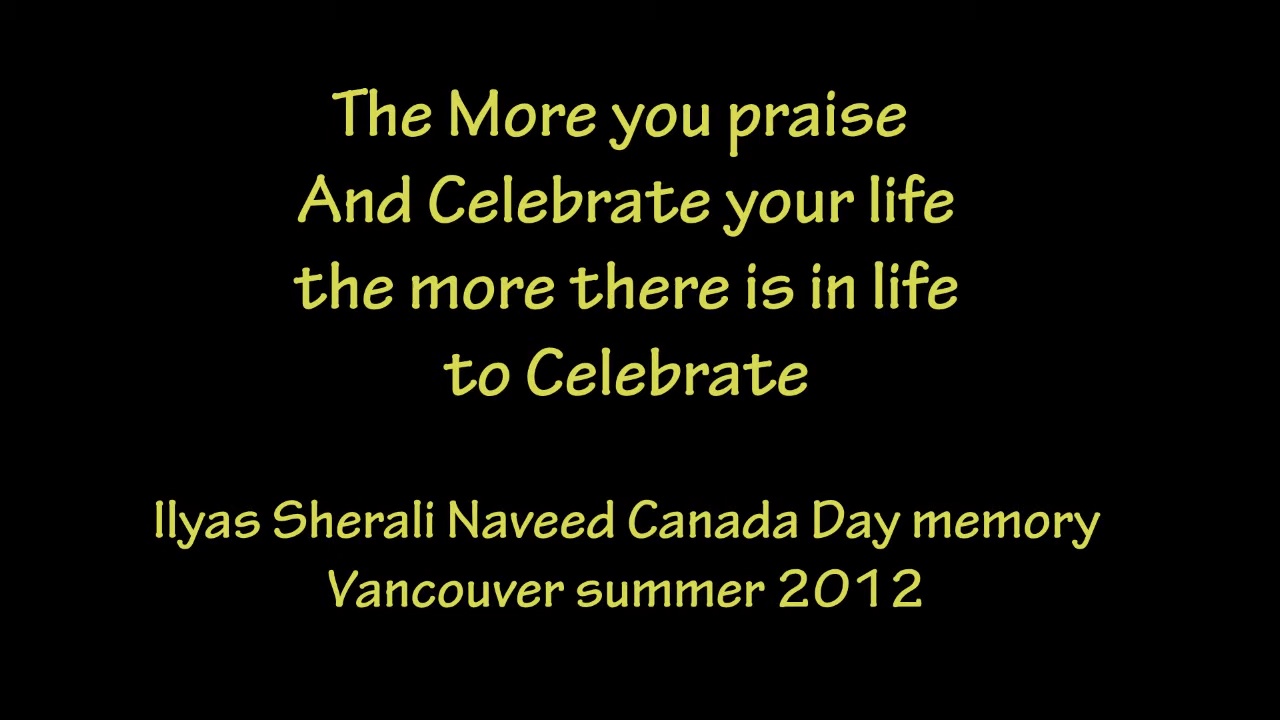 The More you praise
And Celebrate your life
the more there is in life
to Celebrate
Ilyas Sherali Naveed Canada Day memory
Vancouver summer 2012